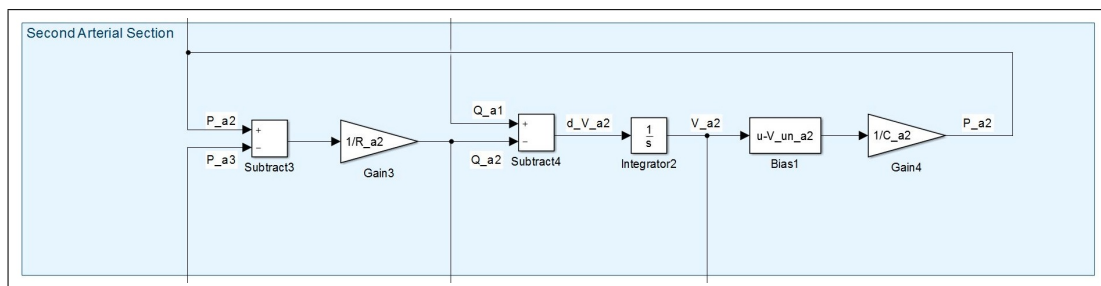 Second Arterial Section
P_a2
P_a3
+
−
Subtract3
1/R_a2
Gain3
Q_a1
Q_a2
+
−
Subtract4
d_V_a2
1
s
Integrator2
V_a2
u-V_un_a2
Bias1
1/C_a2
Gain4
P_a2